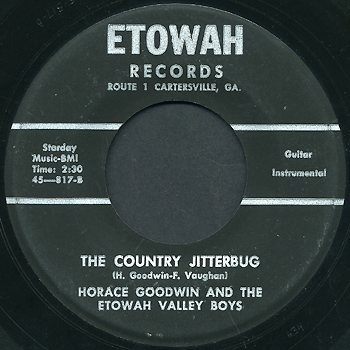 ETOWAH
RECORDS
ROUTE 1 CARTERSVILLE, GA.
Starday
Music-BMI
Time: 2:30
45—817-B
Guitar
Instrumental
THE COUNTRY JITTERBUG
(H. Goodwin-F. Vaughan)
HORACE GOODWIN AND THE
ETOWAH VALLEY BOYS